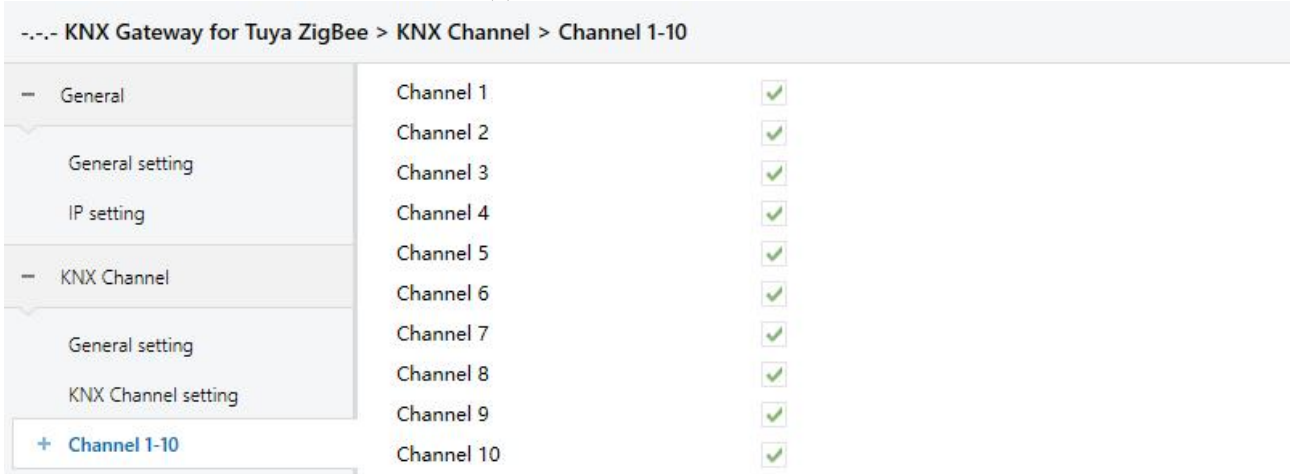 -.-.- KNX Gateway for Tuya ZigBee > KNX Channel > Channel 1-10
− General
General setting
IP setting
− KNX Channel
General setting
KNX Channel setting
+ Channel 1-10
Channel 1
Channel 2
Channel 3
Channel 4
Channel 5
Channel 6
Channel 7
Channel 8
Channel 9
Channel 10